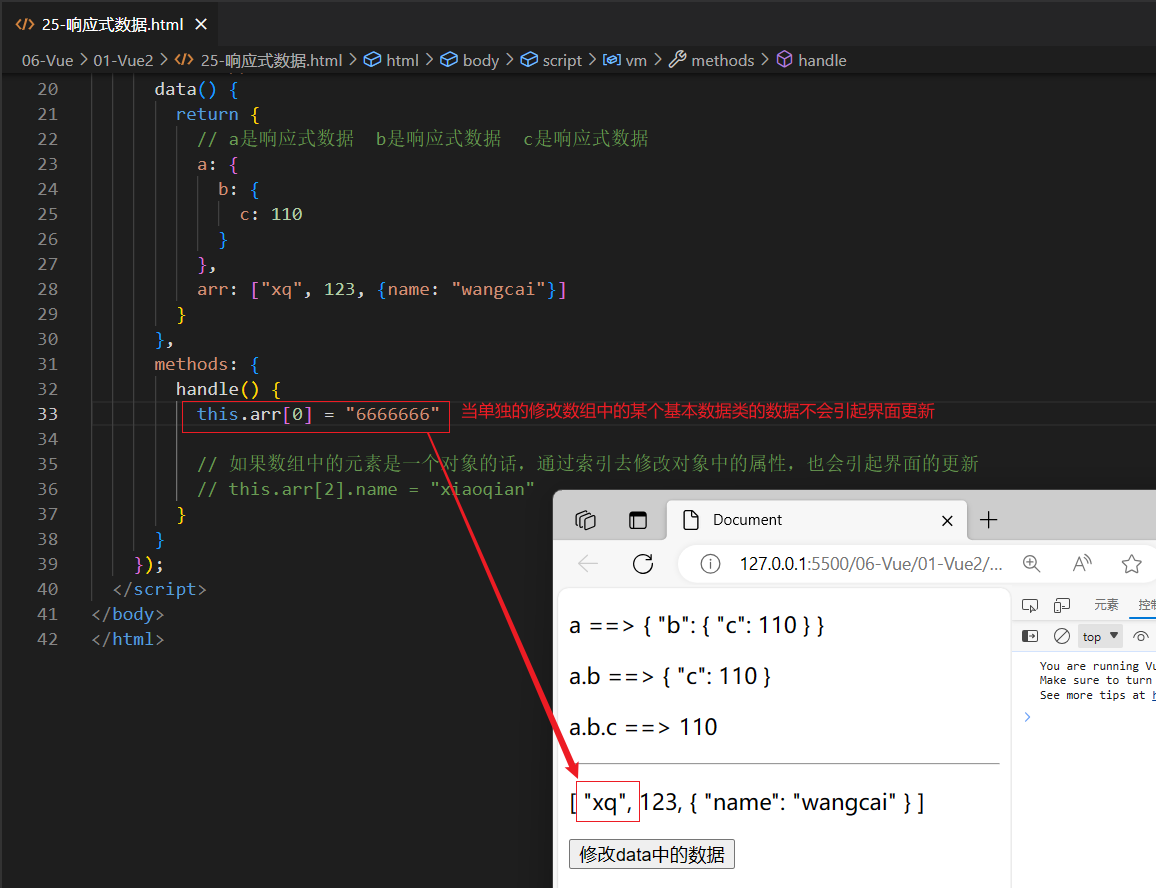 25-响应式数据.html
06-Vue > 01-Vue2 > 25-响应式数据.html > html > body > script > vm > methods > handle
20 data() {
21 return {
22 // a是响应式数据  b是响应式数据  c是响应式数据
23 a: {
24 b: {
25 c: 110
26 }
27 },
28 arr: ["xq", 123, {name: "wangcai"}]
29 }
30 },
31 methods: {
32 handle() {
33 this.arr[0] = "6666666" 当单独的修改数组中的某个基本数据类的数据不会引起界面更新
34
35 // 如果数组中的元素是一个对象的话，通过索引去修改对象中的属性，也会引起界面的更新
36 // this.arr[2].name = "xiaoqian"
37 }
38 }
39 });
40 </script>
41 </body>
42 </html>
Document
127.0.0.1:5500/06-Vue/01-Vue2/...
元素
top
You are running
Make sure to turn
See more tips at
a ==> { "b": { "c": 110 } }
a.b ==> { "c": 110 }
a.b.c ==> 110
[ "xq", 123, { "name": "wangcai" } ]
修改data中的数据